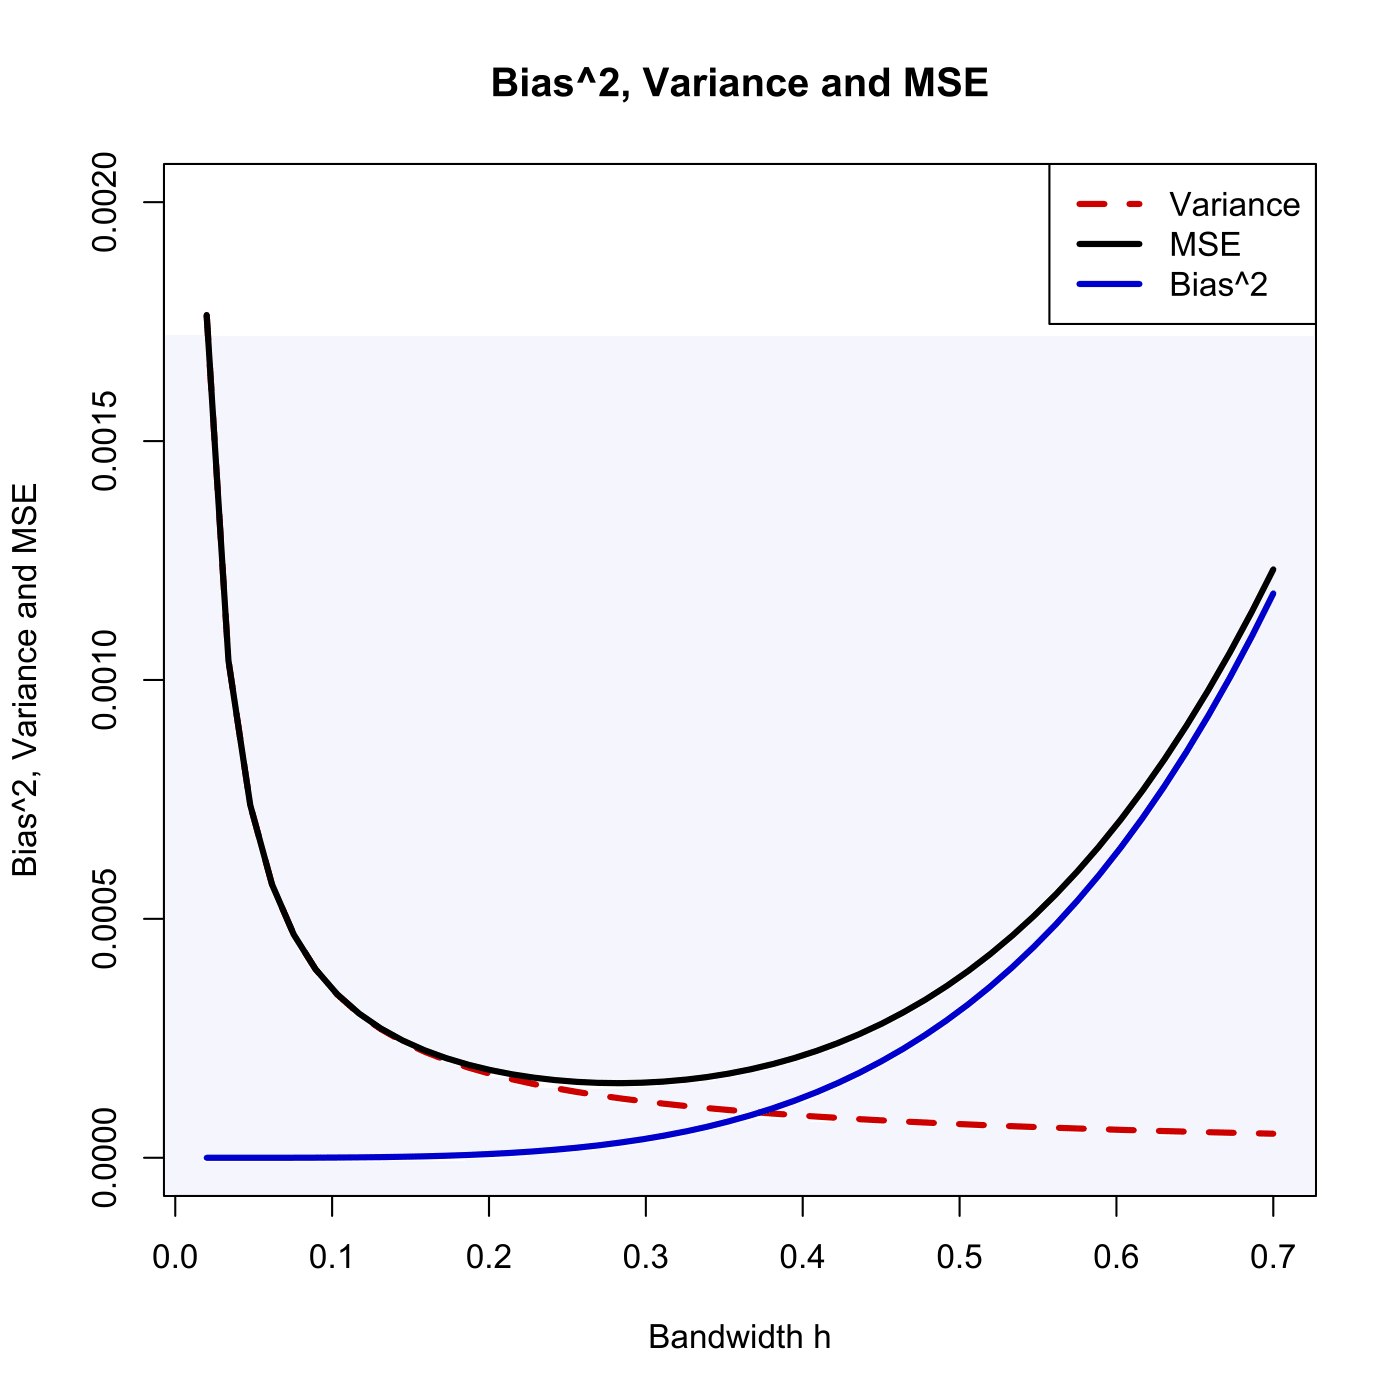 Bias^2, Variance and MSE
Variance
MSE
Bias^2
Bias^2, Variance and MSE
0.0020
0.0015
0.0010
0.0005
0.0000
0.0 0.1 0.2 0.3 0.4 0.5 0.6 0.7
Bandwidth h